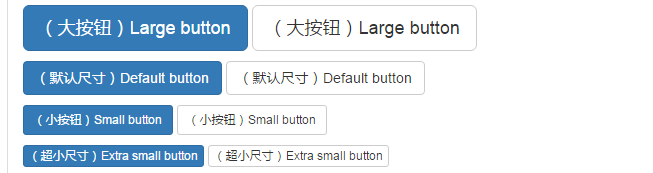 （大按钮）Large button （大按钮）Large button
（默认尺寸）Default button （默认尺寸）Default button
（小按钮）Small button （小按钮）Small button
（超小尺寸）Extra small button （超小尺寸）Extra small button